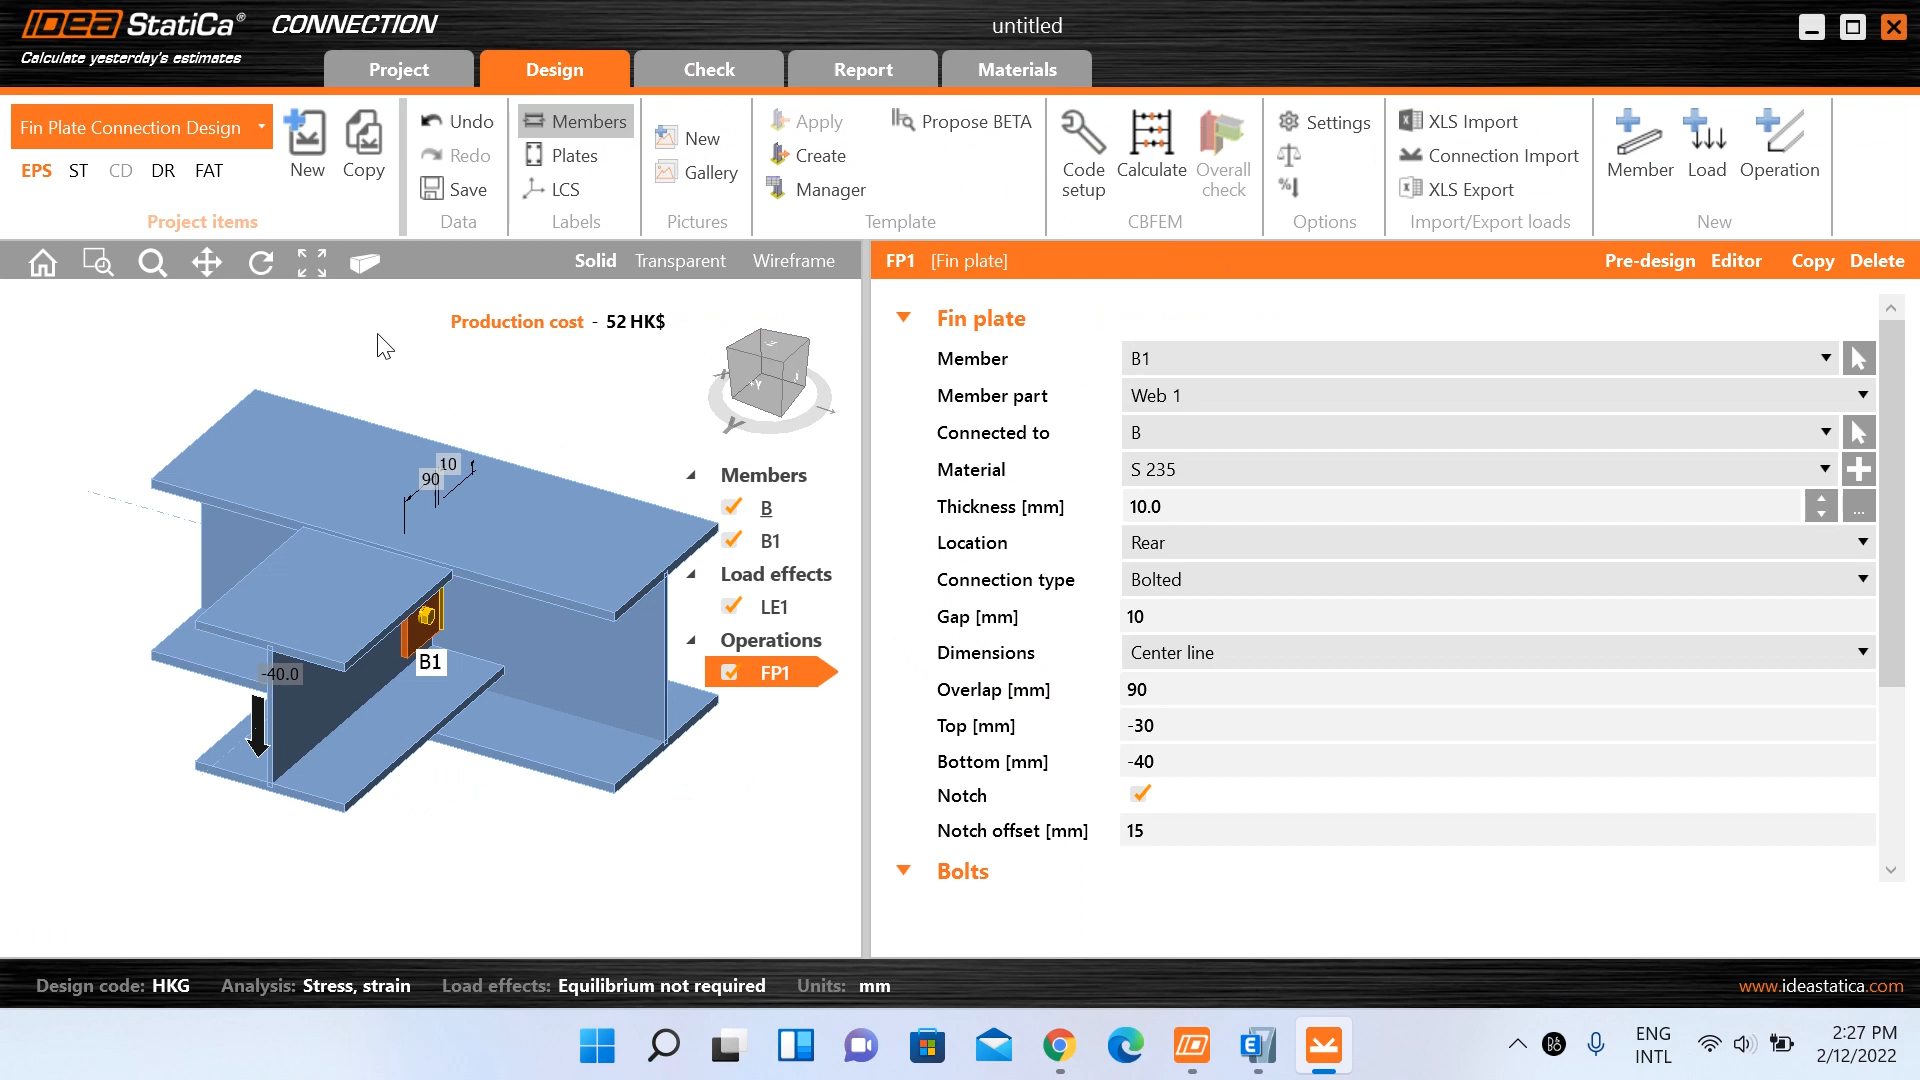 IDEA StatiCa® CONNECTION
Calculate yesterday's estimates
untitled
Project
Design
Check
Report
Materials
Fin Plate Connection Design
EPS ST CD DR FAT
New
Copy
Project items
Undo
Redo
Save
Data
Members
Plates
LCS
Labels
New
Gallery
Pictures
Apply
Create
Manager
Propose BETA
Template
Code setup
Calculate
Overall check
CBFEM
Settings
Options
XLS Import
Connection Import
XLS Export
Import/Export loads
Member
Load
Operation
New
Solid Transparent Wireframe
FP1 [Fin plate]
Pre-design Editor Copy Delete
Production cost - 52 HK$
10
90
B1
-40.0
Members
B
B1
Load effects
LE1
Operations
FP1
Fin plate
Member B1
Member part Web 1
Connected to B
Material S 235
Thickness [mm] 10.0
Location Rear
Connection type Bolted
Gap [mm] 10
Dimensions Center line
Overlap [mm] 90
Top [mm] -30
Bottom [mm] -40
Notch
Notch offset [mm] 15
Bolts
Design code: HKG Analysis: Stress, strain Load effects: Equilibrium not required Units: mm
www.ideastatica.com
ENG
INTL
2:27 PM
2/12/2022